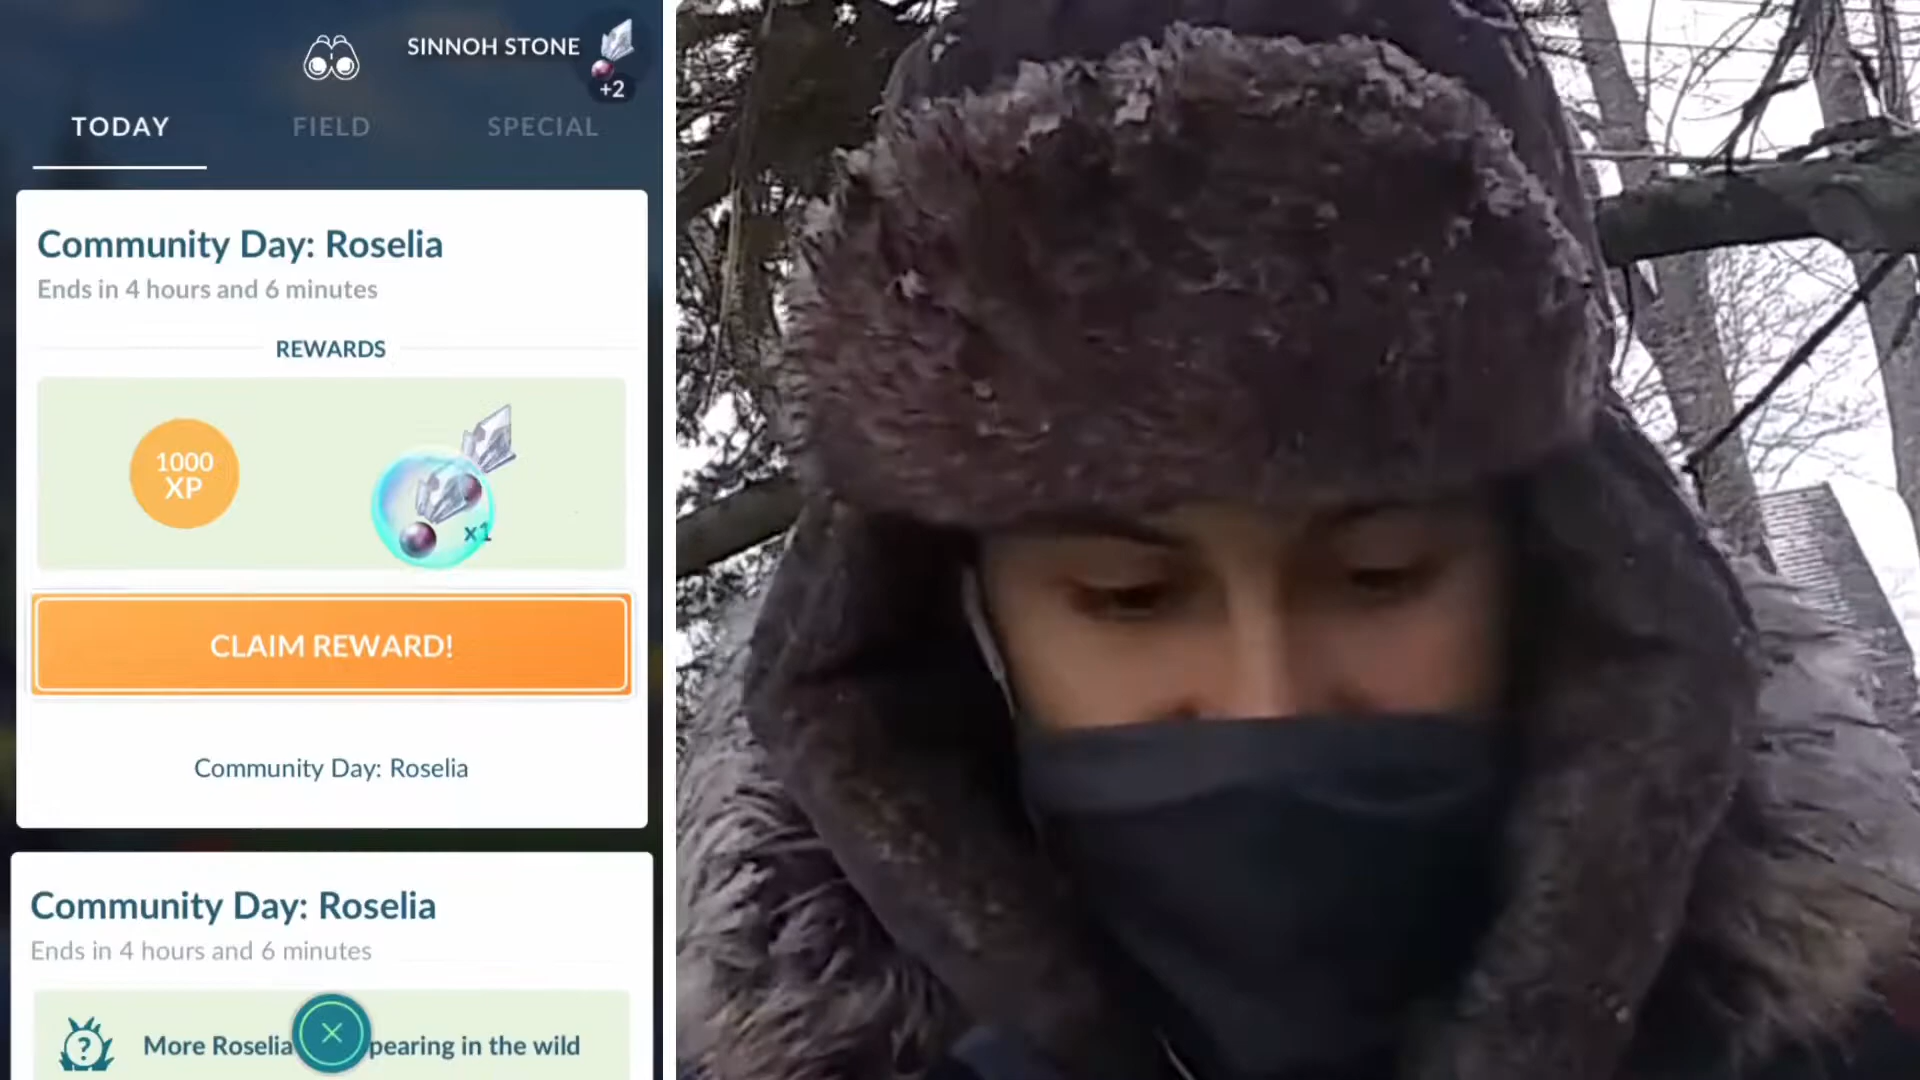 SINNOH STONE
+2
TODAY
FIELD
SPECIAL
Community Day: Roselia
Ends in 4 hours and 6 minutes
REWARDS
1000
XP
x1
CLAIM REWARD!
Community Day: Roselia
Community Day: Roselia
Ends in 4 hours and 6 minutes
?
More Roselia pearing in the wild